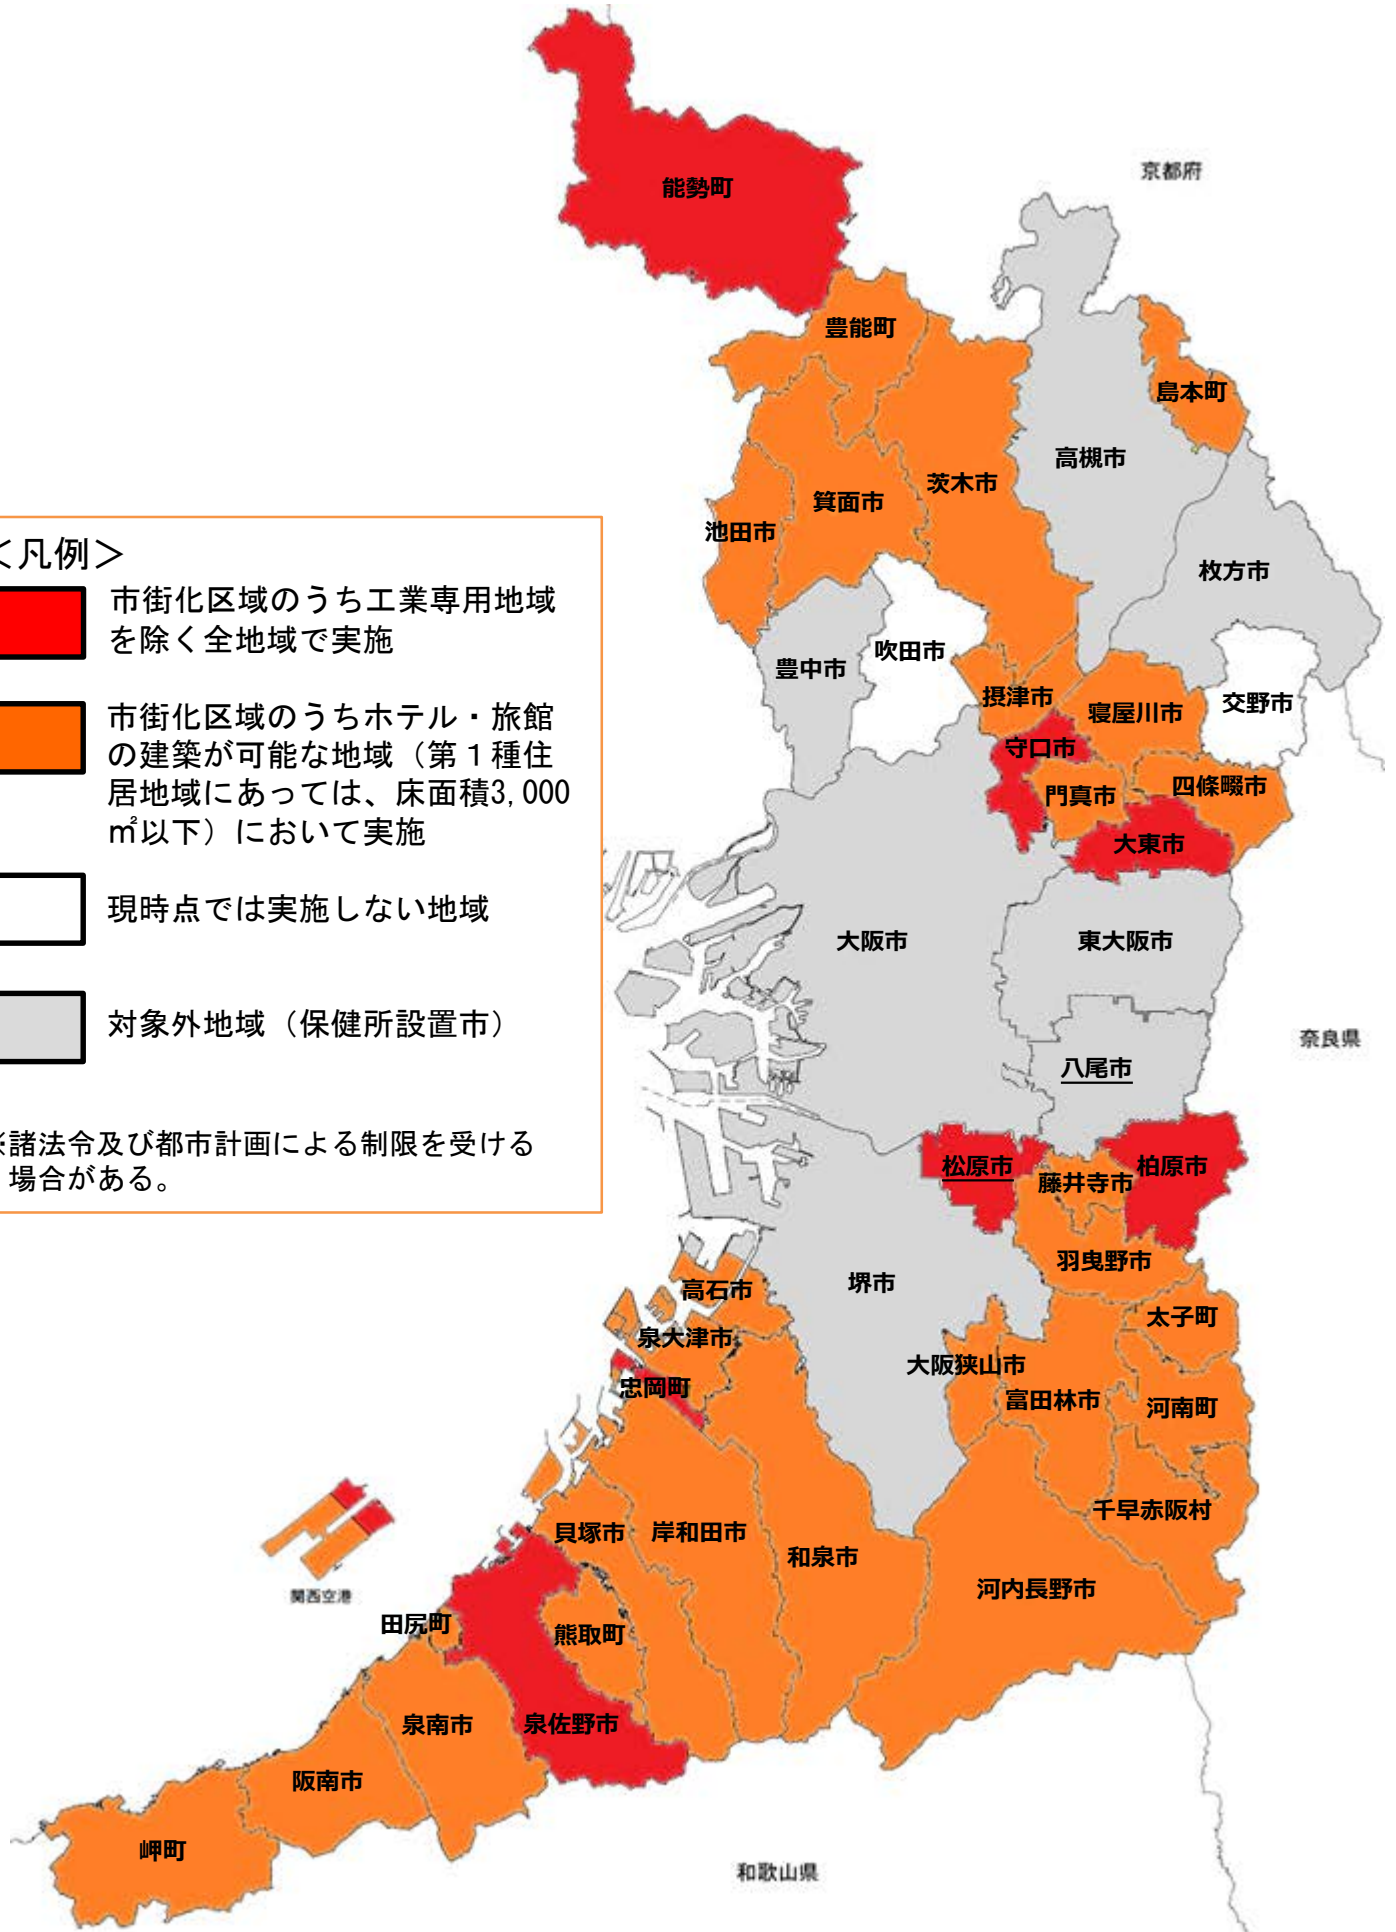 京都府
能勢町
豊能町
島本町
高槻市
茨木市
箕面市
池田市
枚方市
吹田市
豊中市
交野市
摂津市
寝屋川市
守口市
門真市
四條畷市
大東市
大阪市
東大阪市
奈良県
八尾市
松原市
柏原市
藤井寺市
羽曳野市
堺市
高石市
太子町
泉大津市
大阪狭山市
忠岡町
富田林市
河南町
千早赤阪村
貝塚市
岸和田市
和泉市
河内長野市
関西空港
田尻町
熊取町
泉佐野市
泉南市
阪南市
岬町
和歌山県
＜凡例＞
市街化区域のうち工業専用地域
を除く全地域で実施
市街化区域のうちホテル・旅館
の建築が可能な地域（第１種住
居地域にあっては、床面積3,000
㎡以下）において実施
現時点では実施しない地域
対象外地域（保健所設置市）
※諸法令及び都市計画による制限を受ける
場合がある。